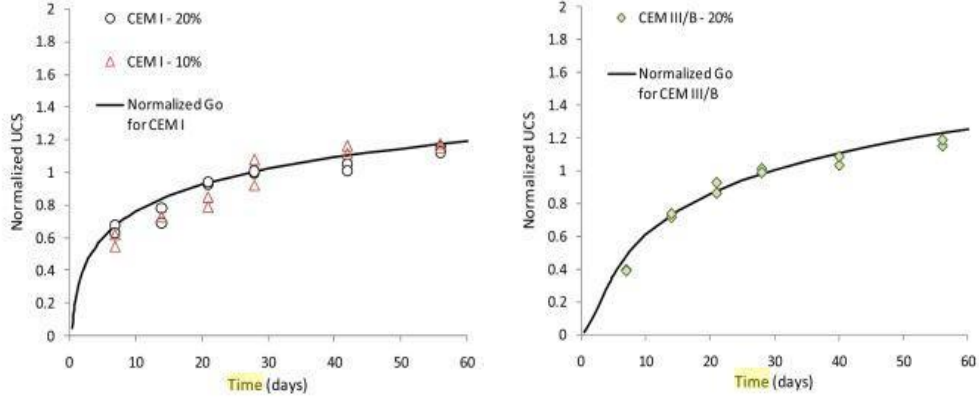 2
1.8
1.6
1.4
1.2
1
0.8
0.6
0.4
0.2
0
Normalized UCS
CEM I - 20%
CEM I - 10%
Normalized Go
for CEM I
0 10 20 30 40 50 60
Time (days)
2
1.8
1.6
1.4
1.2
1
0.8
0.6
0.4
0.2
0
Normalized UCS
CEM III/B - 20%
Normalized Go
for CEM III/B
0 10 20 30 40 50 60
Time (days)